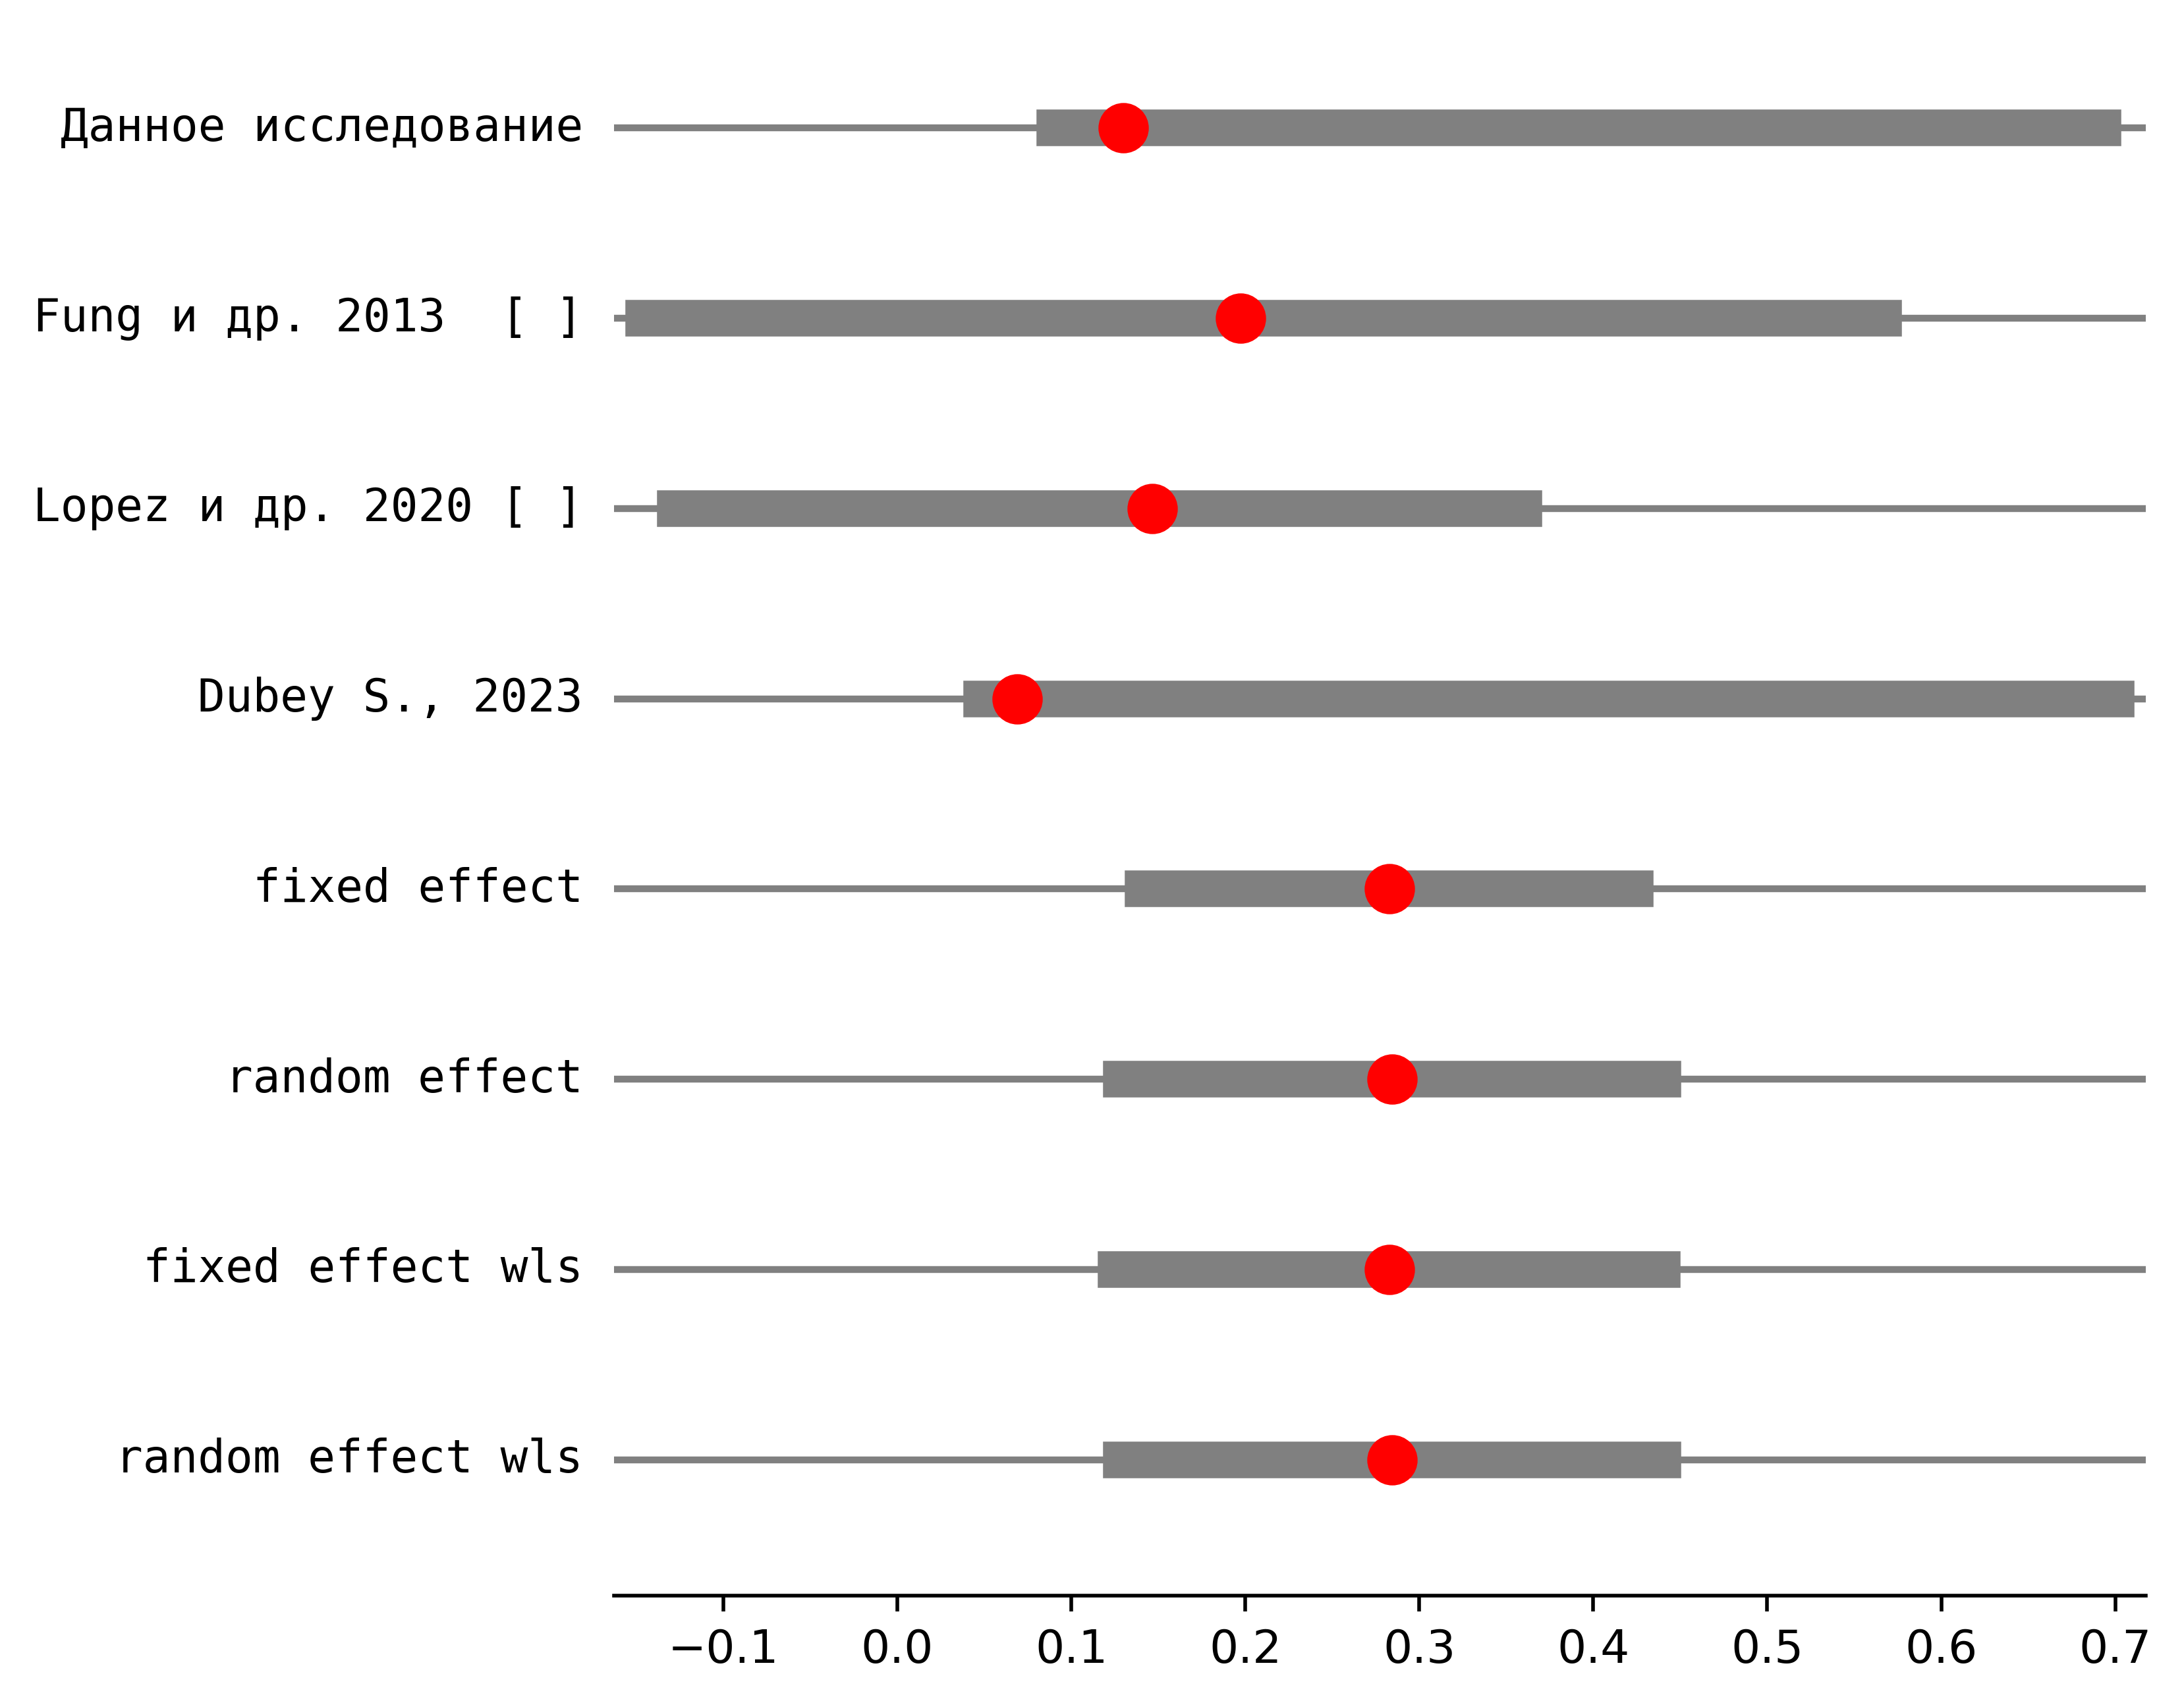 Данное исследование
Fung и др. 2013  [ ]
Lopez и др. 2020 [ ]
Dubey S., 2023
fixed effect
random effect
fixed effect wls
random effect wls
−0.1 0.0 0.1 0.2 0.3 0.4 0.5 0.6 0.7